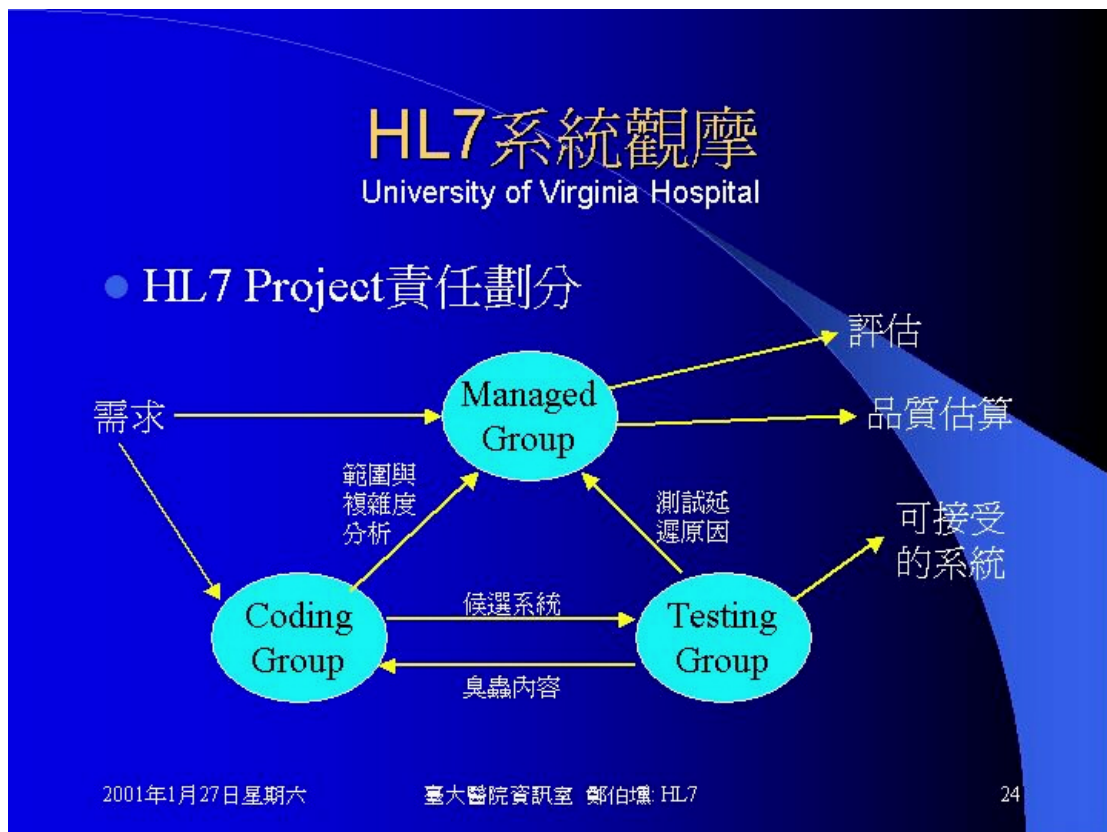 HL7系統觀摩
University of Virginia Hospital
HL7 Project責任劃分
評估
Managed
Group
需求
品質估算
範圍與
複雜度
分析
測試延
遲原因
可接受
的系統
Coding
Group
候選系統
Testing
Group
臭蟲內容
2001年1月27日星期六
臺大醫院資訊室 鄭伯壎: HL7
24